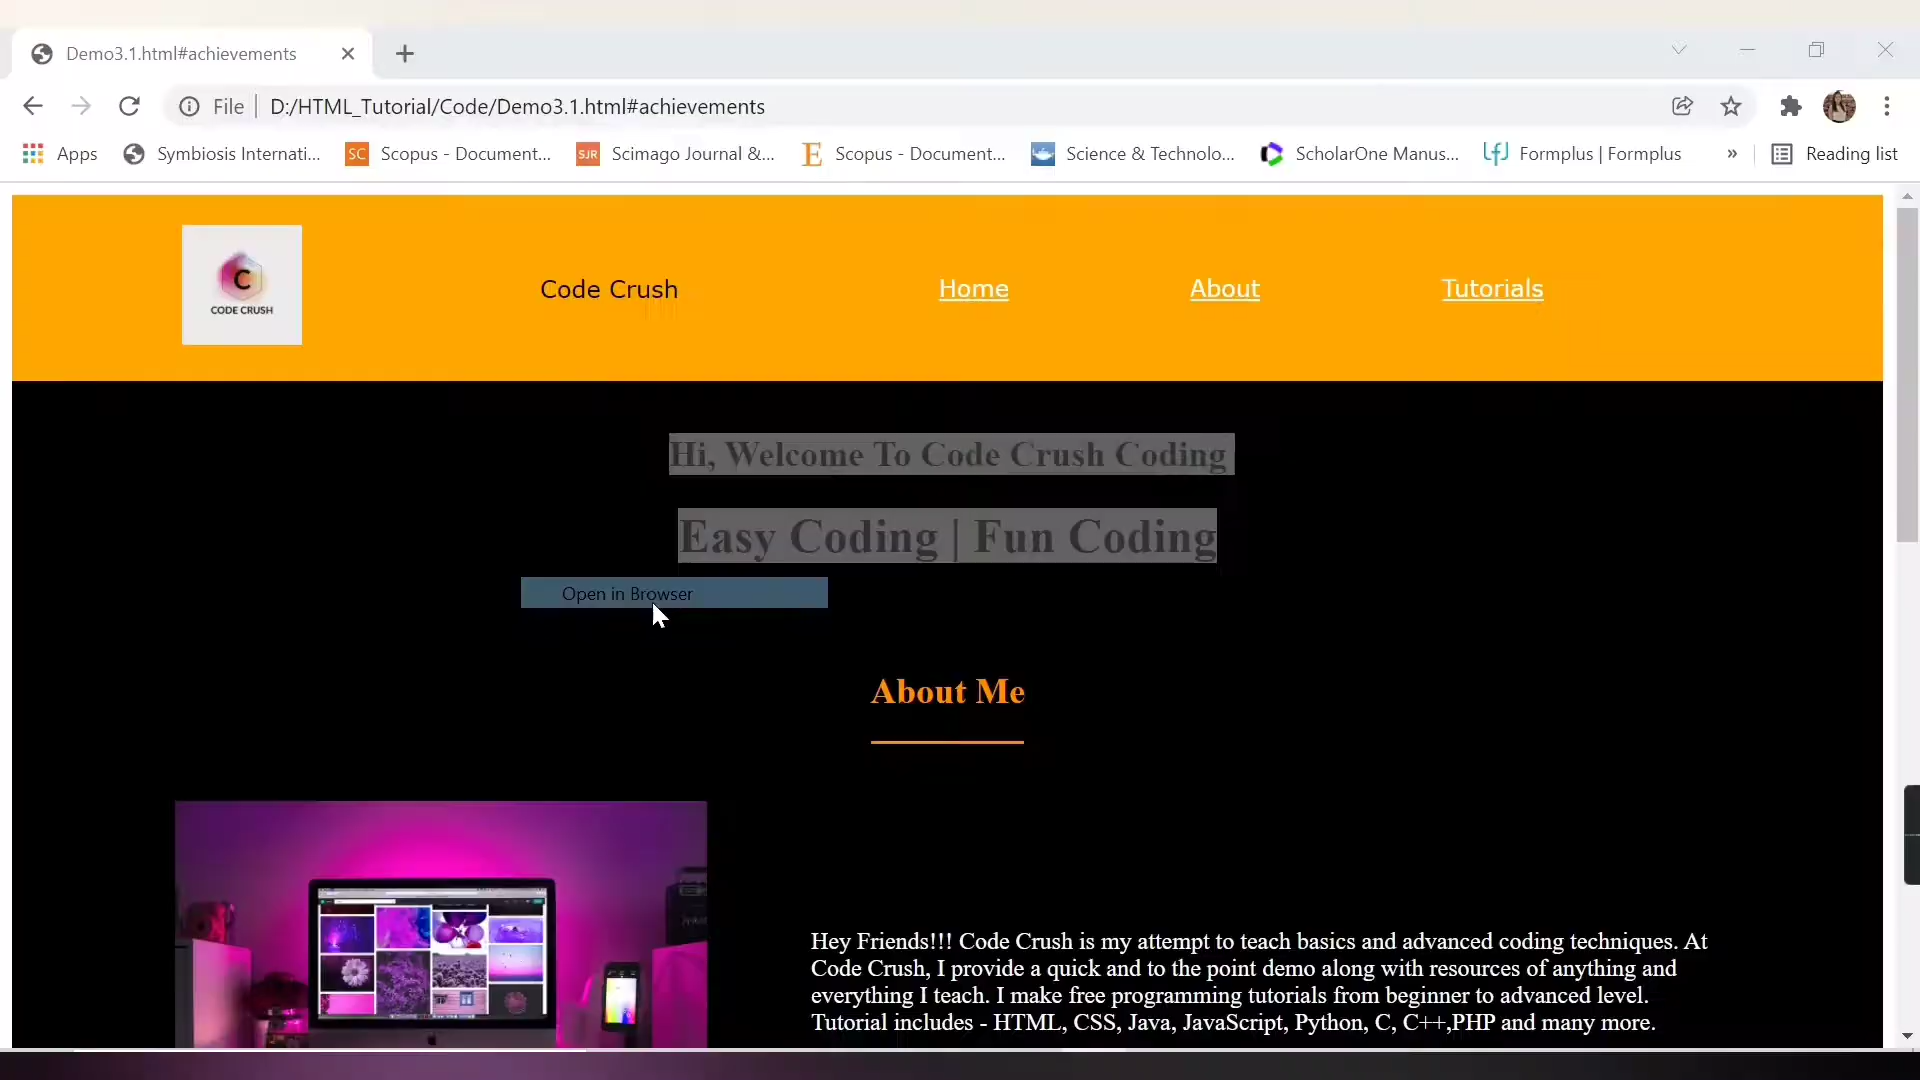 Demo3.1.html#achievements
File
D:/HTML_Tutorial/Code/Demo3.1.html#achievements
Apps
Symbiosis Internati...
SC
Scopus - Document...
SJR
Scimago Journal &...
E
Scopus - Document...
Science & Technolo...
ScholarOne Manus...
Formplus | Formplus
»
Reading list
C
CODE CRUSH
Code Crush
Home
About
Tutorials
Hi, Welcome To Code Crush Coding
Easy Coding | Fun Coding
Open in Browser
About Me
Hey Friends!!! Code Crush is my attempt to teach basics and advanced coding techniques. At
Code Crush, I provide a quick and to the point demo along with resources of anything and
everything I teach. I make free programming tutorials from beginner to advanced level.
Tutorial includes - HTML, CSS, Java, JavaScript, Python, C, C++,PHP and many more.